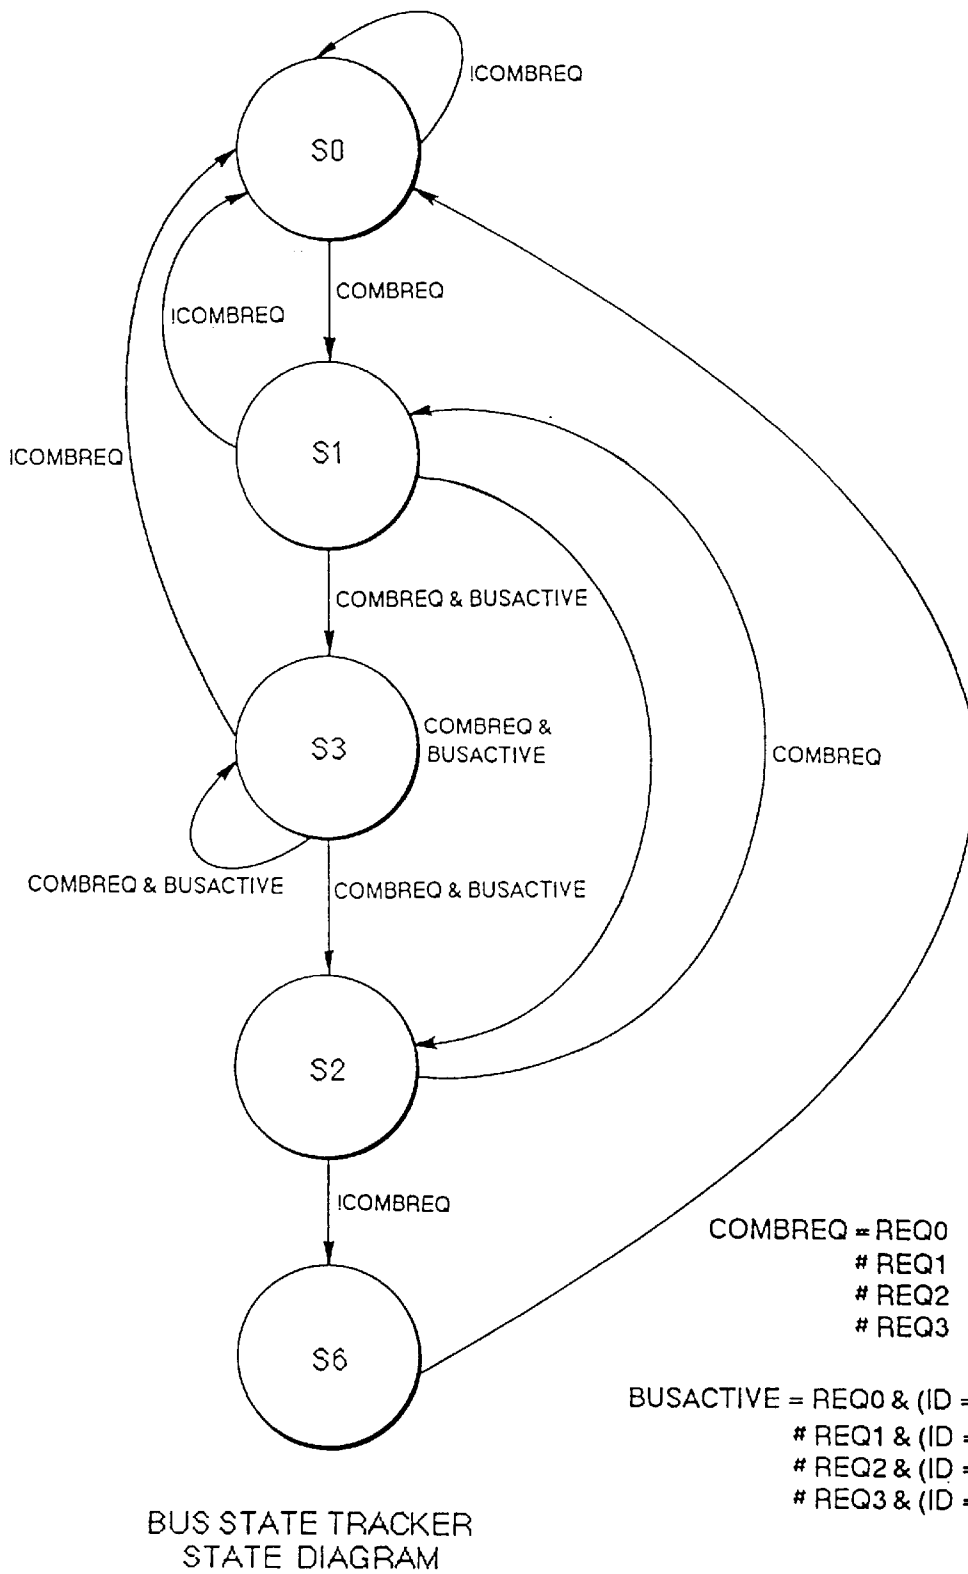 !COMBREQ
S0
COMBREQ
!COMBREQ
S1
!COMBREQ
COMBREQ & BUSACTIVE
S3
COMBREQ &
BUSACTIVE
COMBREQ
COMBREQ & BUSACTIVE
COMBREQ & BUSACTIVE
S2
!COMBREQ
S6
COMBREQ = REQ0
# REQ1
# REQ2
# REQ3
BUSACTIVE = REQ0 & (ID =
# REQ1 & (ID =
# REQ2 & (ID =
# REQ3 & (ID =
BUS STATE TRACKER
STATE DIAGRAM